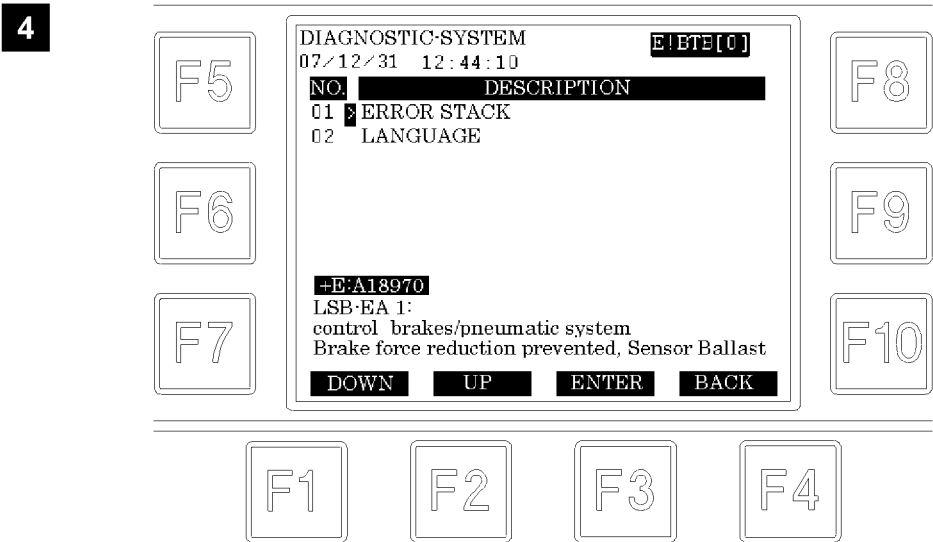 4
DIAGNOSTIC-SYSTEM E!BTB[0]
07/12/31 12:44:10
NO. DESCRIPTION
01 > ERROR STACK
02 LANGUAGE
+E:A18970
LSB-EA 1:
control brakes/pneumatic system
Brake force reduction prevented, Sensor Ballast
DOWN UP ENTER BACK
F5
F6
F7
F8
F9
F10
F1 F2 F3 F4